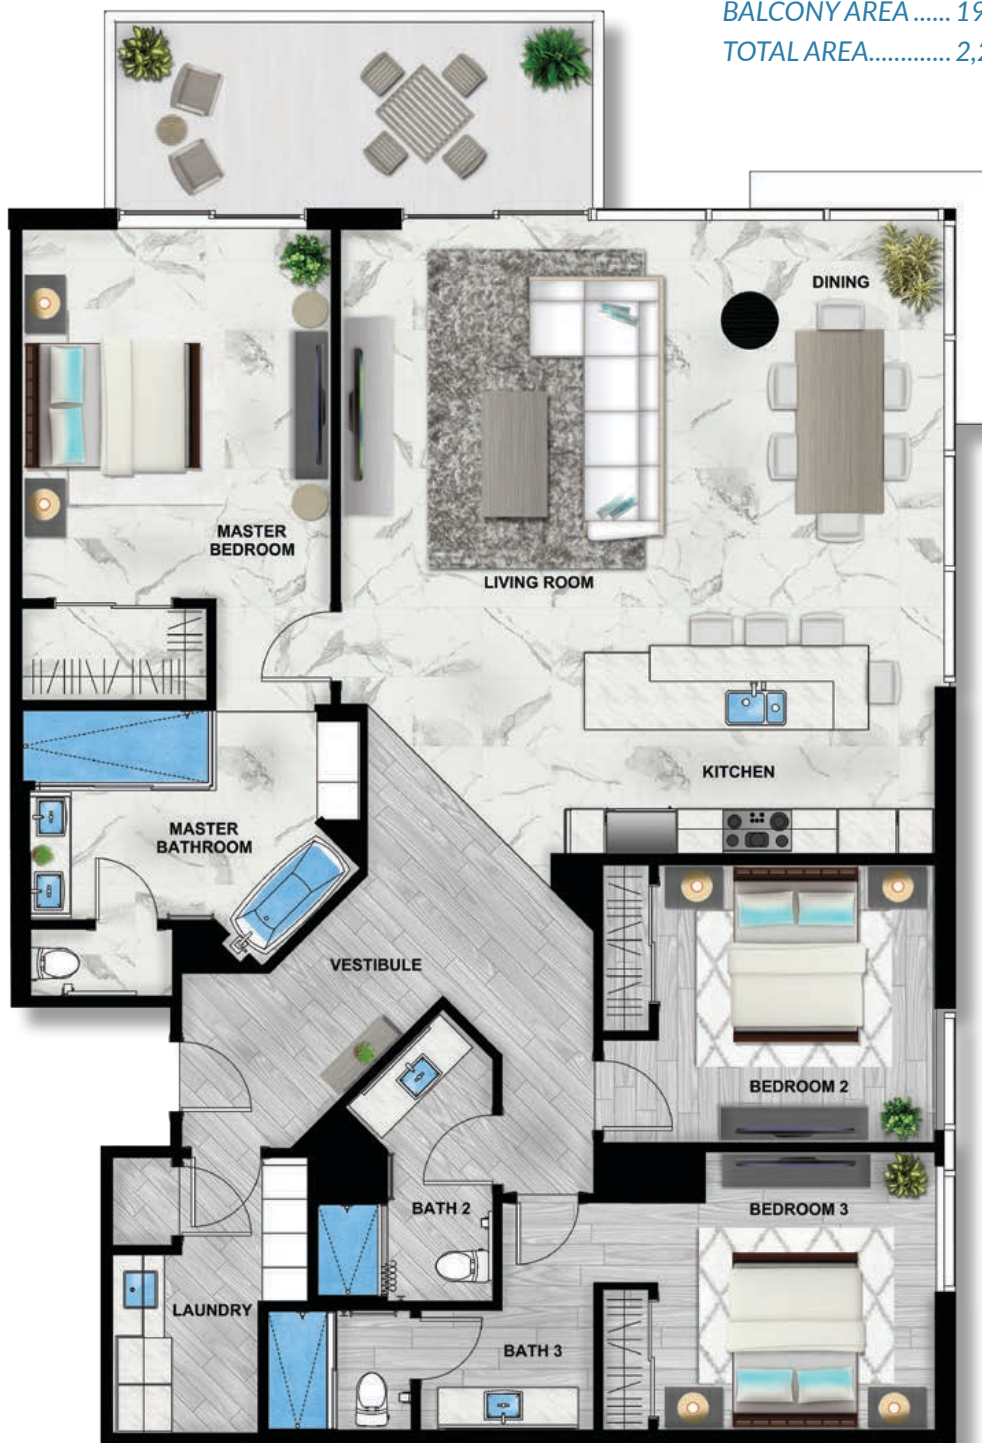 BALCONY AREA ...... 19
TOTAL AREA............. 2,2
DINING
MASTER
BEDROOM
LIVING ROOM
KITCHEN
MASTER
BATHROOM
VESTIBULE
BEDROOM 2
BATH 2
BEDROOM 3
LAUNDRY
BATH 3